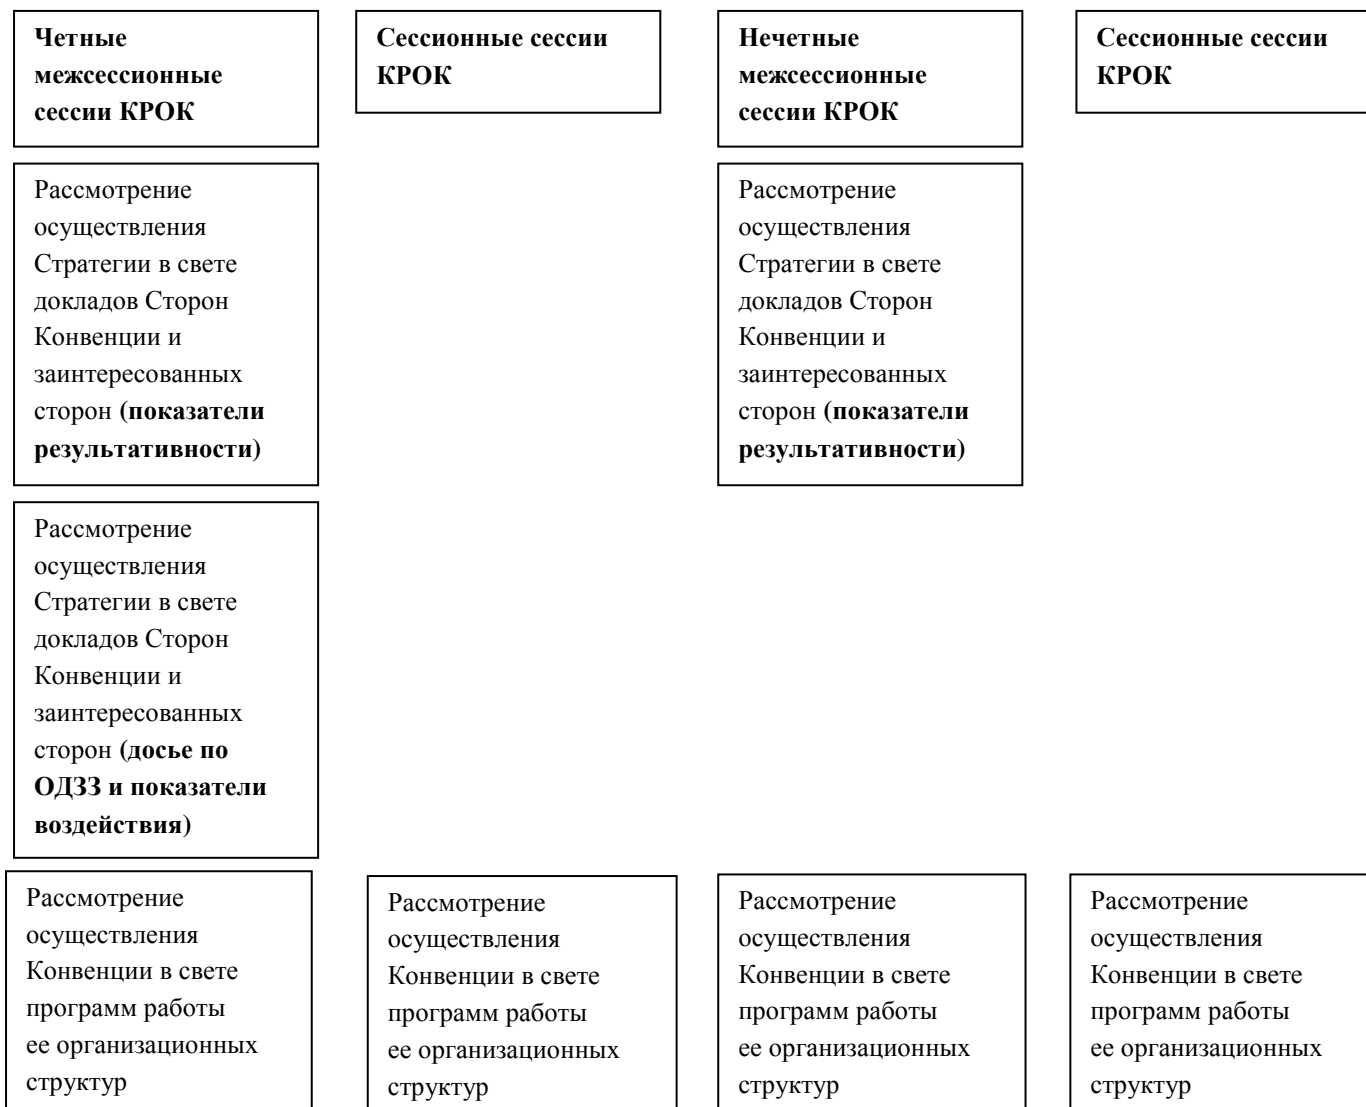 Четные
межсессионные
сессии КРОК
Сессионные сессии
КРОК
Нечетные
межсессионные
сессии КРОК
Сессионные сессии
КРОК
Рассмотрение
осуществления
Стратегии в свете
докладов Сторон
Конвенции и
заинтересованных
сторон (показатели
результативности)
Рассмотрение
осуществления
Стратегии в свете
докладов Сторон
Конвенции и
заинтересованных
сторон (показатели
результативности)
Рассмотрение
осуществления
Стратегии в свете
докладов Сторон
Конвенции и
заинтересованных
сторон (досье по
ОДЗЗ и показатели
воздействия)
Рассмотрение
осуществления
Конвенции в свете
программ работы
ее организационных
структур
Рассмотрение
осуществления
Конвенции в свете
программ работы
ее организационных
структур
Рассмотрение
осуществления
Конвенции в свете
программ работы
ее организационных
структур
Рассмотрение
осуществления
Конвенции в свете
программ работы
ее организационных
структур